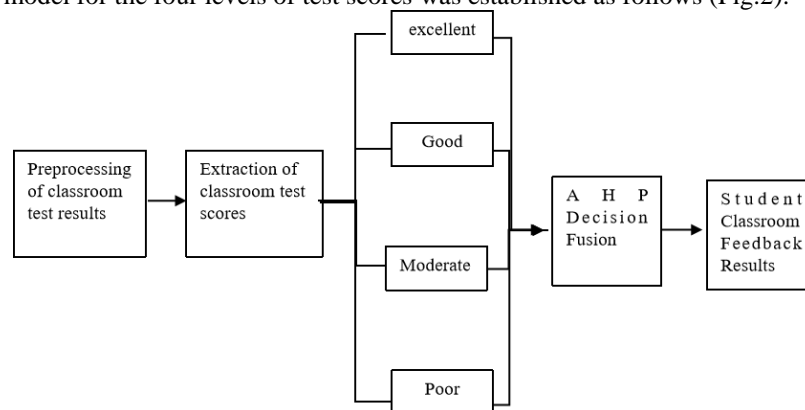 model for the four levels of test scores was established as follows (Fig.2):
excellent
Good
Preprocessing
of classroom
test results
Extraction of
classroom test
scores
A H P
Decision
Fusion
Student
Classroom
Feedback
Results
Moderate
Poor